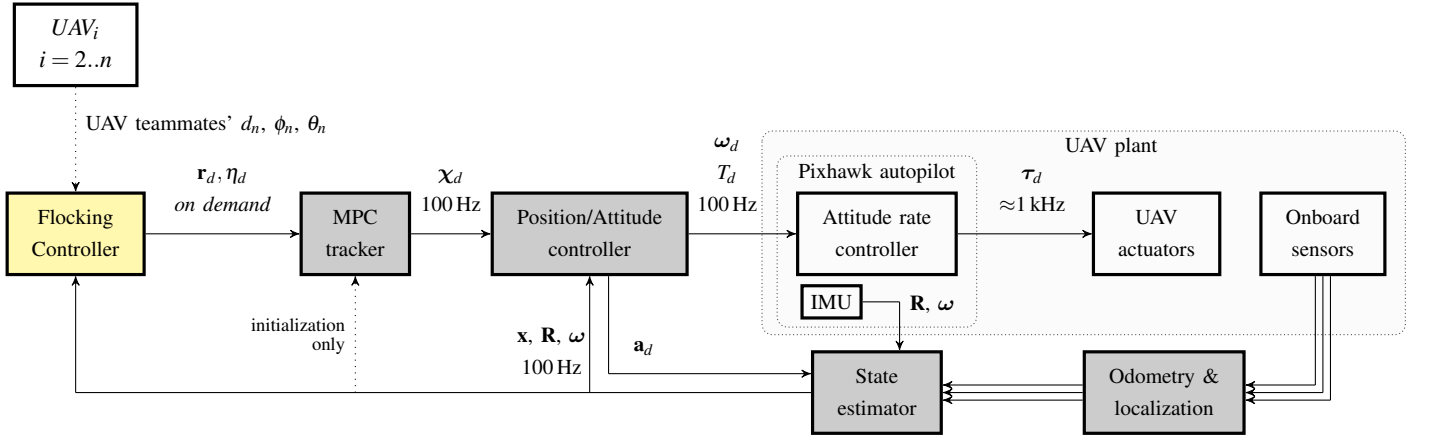 UAV_i
i = 2..n
UAV teammates' d_n, ϕ_n, θ_n
UAV plant
Pixhawk autopilot
r_d, η_d
on demand
χ_d
100 Hz
ω_d
T_d
100 Hz
τ_d
≈1 kHz
Flocking
Controller
MPC
tracker
Position/Attitude
controller
Attitude rate
controller
UAV
actuators
Onboard
sensors
IMU
R, ω
initialization
only
x, R, ω
100 Hz
a_d
State
estimator
Odometry &
localization